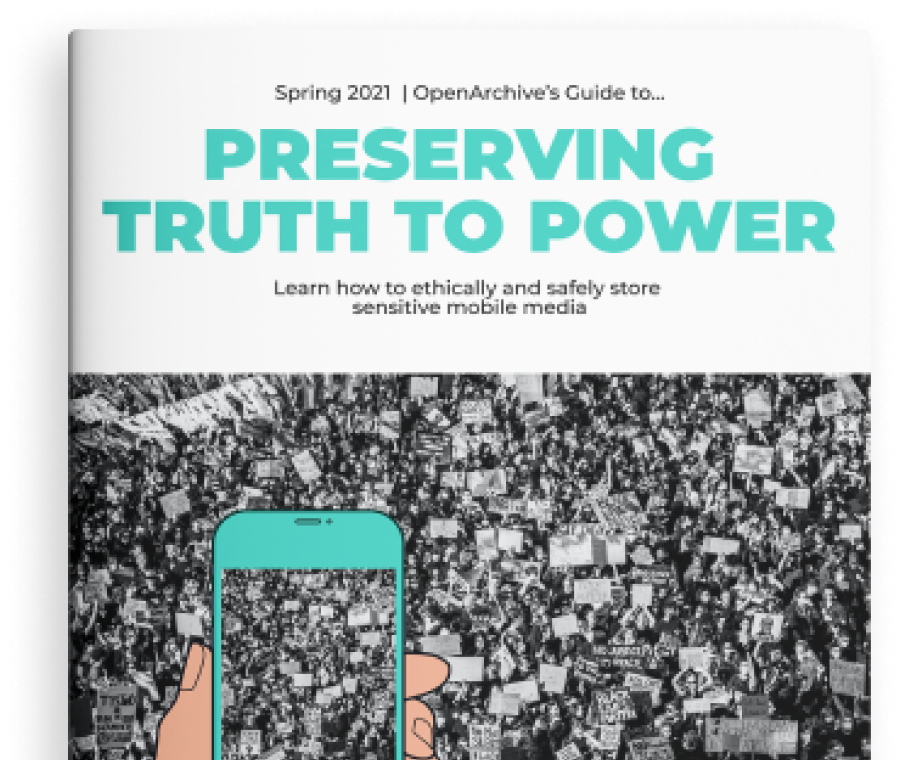 Spring 2021 | OpenArchive's Guide to...
PRESERVING
TRUTH TO POWER
Learn how to ethically and safely store
sensitive mobile media